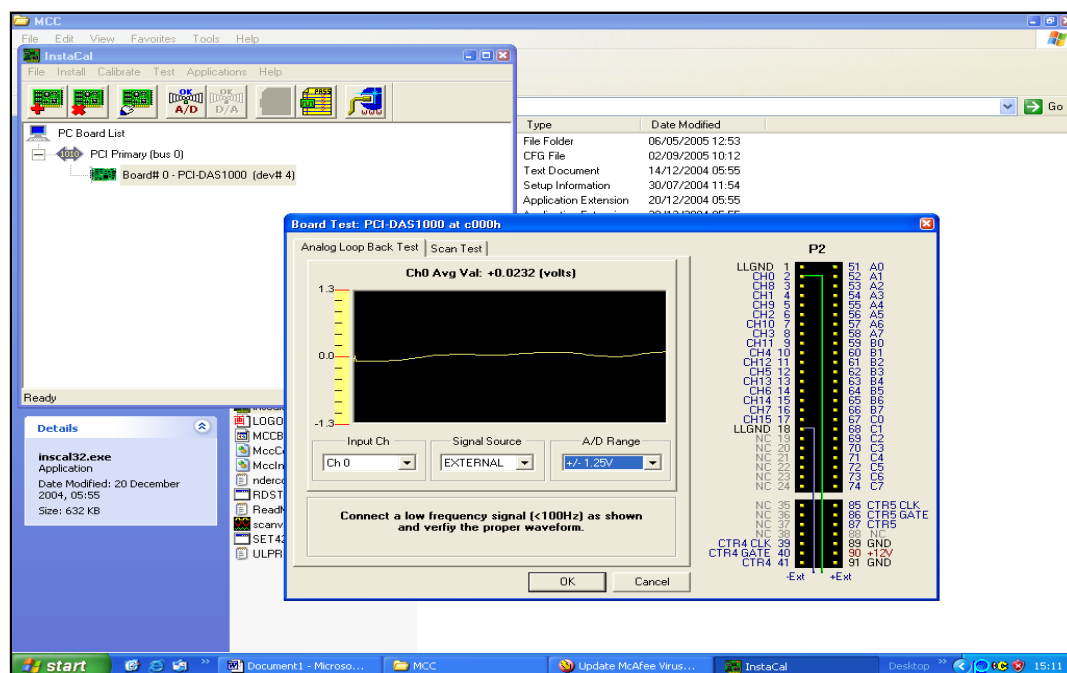 MCC
File Edit View Favorites Tools Help
InstaCal
File Install Calibrate Test Applications Help
OK A/D
OK D/A
PASS
Go
PC Board List
PCI Primary (bus 0)
Board# 0 - PCI-DAS1000 (dev# 4)
Ready
Type Date Modified
File Folder 06/05/2005 12:53
CFG File 02/09/2005 10:12
Text Document 14/12/2004 05:55
Setup Information 30/07/2004 11:54
Application Extension 20/12/2004 05:55
Board Test: PCI-DAS1000 at c000h
Analog Loop Back Test Scan Test
Ch0 Avg Val: +0.0232 (volts)
1.3
0.0
-1.3
Input Ch Signal Source A/D Range
Ch 0 EXTERNAL +/- 1.25V
Connect a low frequency signal (<100Hz) as shown
and verfiy the proper waveform.
OK Cancel
P2
LLGND 1 51 A0
CH0 2 52 A1
CH8 3 53 A2
CH1 4 54 A3
CH9 5 55 A4
CH2 6 56 A5
CH10 7 57 A6
CH3 8 58 A7
CH11 9 59 B0
CH4 10 60 B1
CH12 11 61 B2
CH5 12 62 B3
CH13 13 63 B4
CH6 14 64 B5
CH14 15 65 B6
CH7 16 66 B7
CH15 17 67 C0
LLGND 18 68 C1
NC 19 69 C2
NC 20 70 C3
NC 21 71 C4
NC 22 72 C5
NC 23 73 C6
NC 24 74 C7
NC 35 85 CTR5 CLK
NC 36 86 CTR5 GATE
NC 37 87 CTR5
NC 38 88 NC
CTR4 CLK 39 89 GND
CTR4 GATE 40 90 +12V
CTR4 41 91 GND
-Ext +Ext
Details
inscal32.exe
Application
Date Modified: 20 December
2004, 05:55
Size: 632 KB
LOGO
MCCB
MccCo
MccIn
nderco
RDST
ReadM
scanv
SET42
ULPR
start
Document1 - Microso...
MCC
Update McAfee Virus...
InstaCal
Desktop
15:11